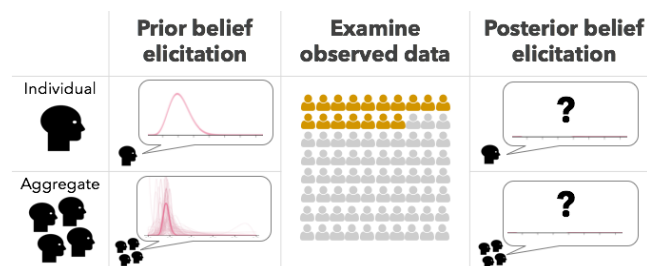 Prior belief
elicitation
Examine
observed data
Posterior belief
elicitation
Individual
?
Aggregate
?